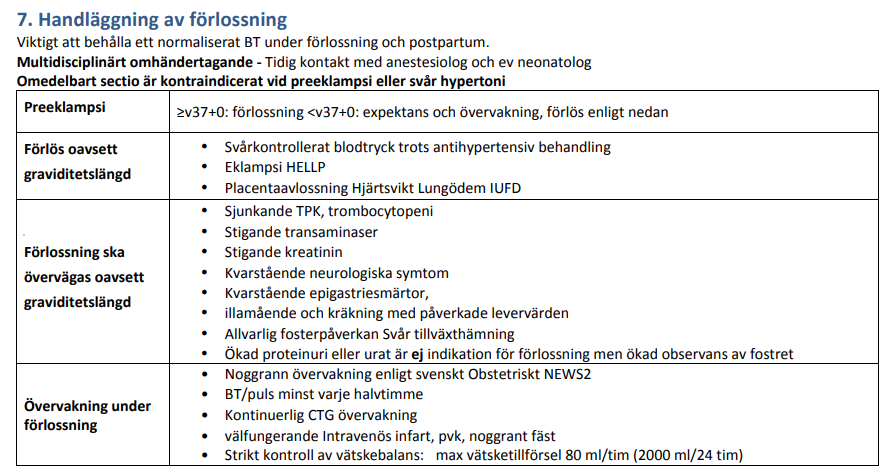 7. Handläggning av förlossning
Viktigt att behålla ett normaliserat BT under förlossning och postpartum.
Multidisciplinärt omhändertagande - Tidig kontakt med anestesiolog och ev neonatolog
Omedelbart sectio är kontraindicerat vid preeklampsi eller svår hypertoni
Preeklampsi
≥v37+0: förlossning <v37+0: expektans och övervakning, förlös enligt nedan
Förlös oavsett
graviditetslängd
• Svårkontrollerat blodtryck trots antihypertensiv behandling
• Eklampsi HELLP
• Placentaavlossning Hjärtsvikt Lungödem IUFD
Förlossning ska
övervägas oavsett
graviditetslängd
• Sjunkande TPK, trombocytopeni
• Stigande transaminaser
• Stigande kreatinin
• Kvarstående neurologiska symtom
• Kvarstående epigastriesmärtor,
• illamående och kräkning med påverkade levervärden
• Allvarlig fosterpåverkan Svår tillväxthämning
• Ökad proteinuri eller urat är ej indikation för förlossning men ökad observans av fostret
Övervakning under
förlossning
• Noggrann övervakning enligt svenskt Obstetriskt NEWS2
• BT/puls minst varje halvtimme
• Kontinuerlig CTG övervakning
• välfungerande Intravenös infart, pvk, noggrant fäst
• Strikt kontroll av vätskebalans: max vätsketillförsel 80 ml/tim (2000 ml/24 tim)